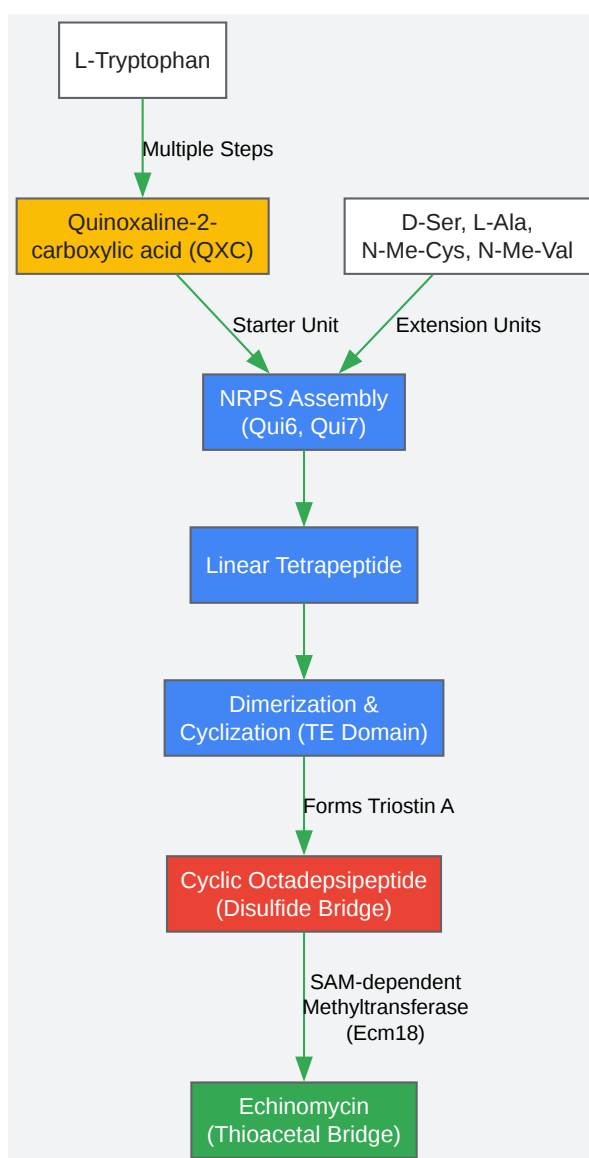 L-Tryptophan
Multiple Steps
Quinoxaline-2-
carboxylic acid (QXC)
D-Ser, L-Ala,
N-Me-Cys, N-Me-Val
Starter Unit
Extension Units
NRPS Assembly
(Qui6, Qui7)
Linear Tetrapeptide
Dimerization &
Cyclization (TE Domain)
Forms Triostin A
Cyclic Octadepsipeptide
(Disulfide Bridge)
SAM-dependent
Methyltransferase
(Ecm18)
Echinomycin
(Thioacetal Bridge)